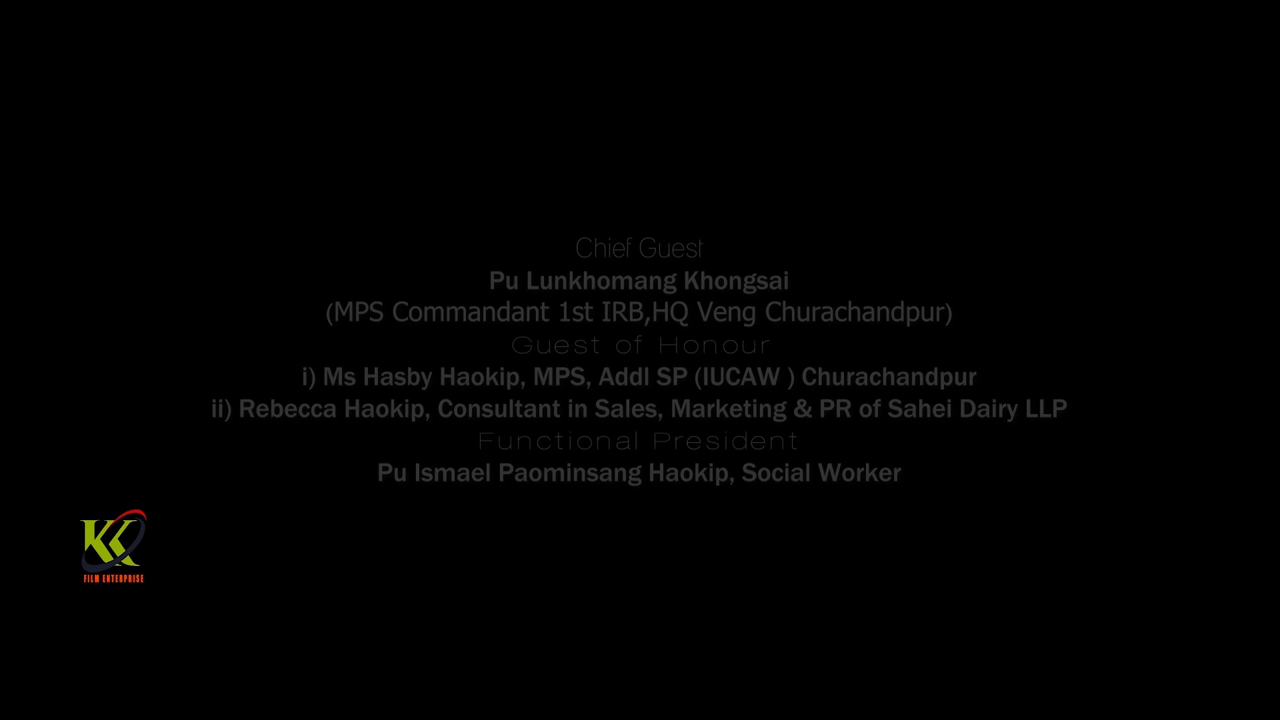 Chief Guest
Pu Lunkhomang Khongsai
(MPS Commandant 1st IRB,HQ Veng Churachandpur)
Guest of Honour
i) Ms Hasby Haokip, MPS, Addl SP (IUCAW ) Churachandpur
ii) Rebecca Haokip, Consultant in Sales, Marketing & PR of Sahei Dairy LLP
Functional President
Pu Ismael Paominsang Haokip, Social Worker
KK
FILM ENTERPRISE